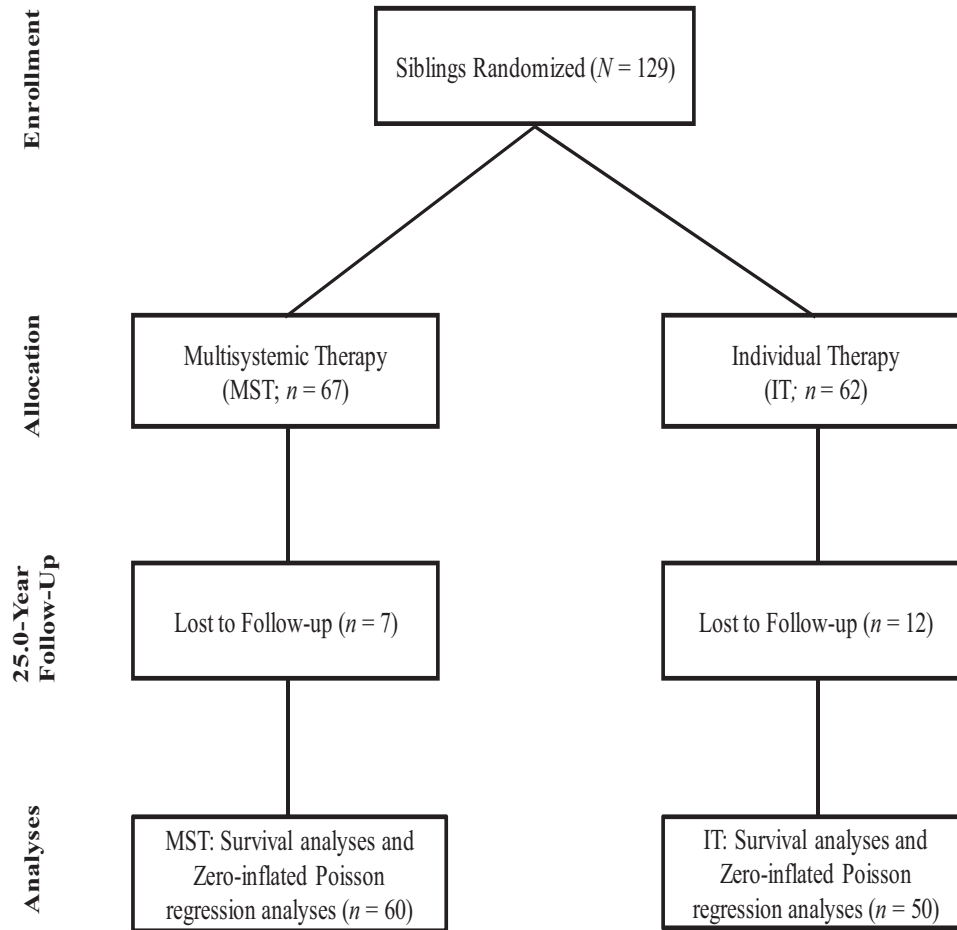 Enrollment
Siblings Randomized (N = 129)
Allocation
Multisystemic Therapy
(MST; n = 67)
Individual Therapy
(IT; n = 62)
25.0-Year
Follow-Up
Lost to Follow-up (n = 7)
Lost to Follow-up (n = 12)
Analyses
MST: Survival analyses and
Zero-inflated Poisson
regression analyses (n = 60)
IT: Survival analyses and
Zero-inflated Poisson
regression analyses (n = 50)